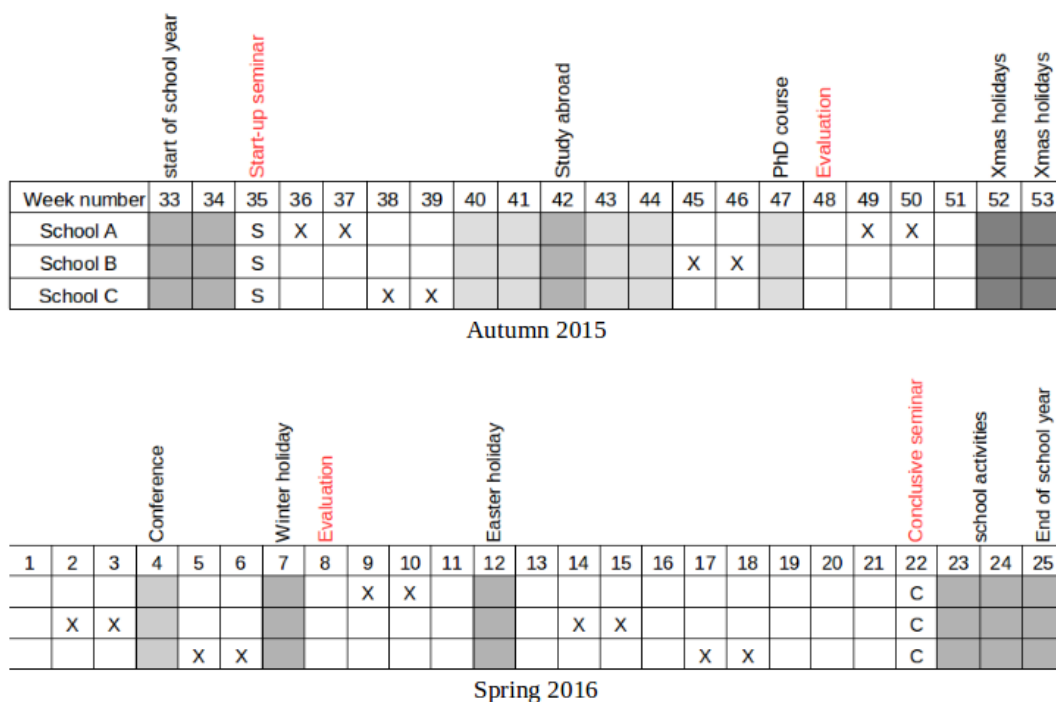 start of school year
Start-up seminar
Study abroad
PhD course
Evaluation
Xmas holidays
Xmas holidays
Week number 33 34 35 36 37 38 39 40 41 42 43 44 45 46 47 48 49 50 51 52 53
School A S X X X X
School B S X X
School C S X X
Autumn 2015
Conference
Winter holiday
Evaluation
Easter holiday
Conclusive seminar
school activities
End of school year
1 2 3 4 5 6 7 8 9 10 11 12 13 14 15 16 17 18 19 20 21 22 23 24 25
X X C
X X X X C
X X X X C
Spring 2016